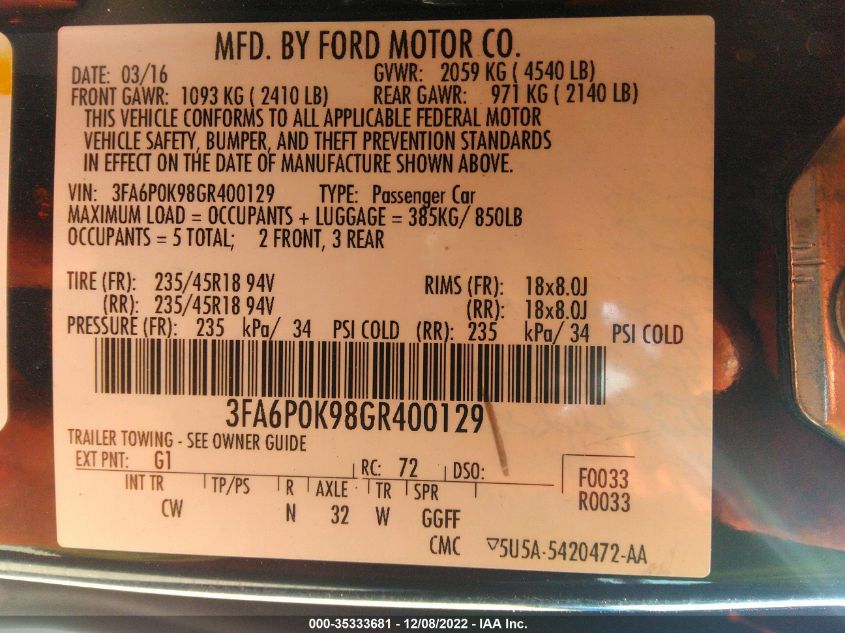 MFD. BY FORD MOTOR CO.
DATE: 03/16 GVWR: 2059 KG ( 4540 LB)
FRONT GAWR: 1093 KG ( 2410 LB) REAR GAWR: 971 KG ( 2140 LB)
THIS VEHICLE CONFORMS TO ALL APPLICABLE FEDERAL MOTOR
VEHICLE SAFETY, BUMPER, AND THEFT PREVENTION STANDARDS
IN EFFECT ON THE DATE OF MANUFACTURE SHOWN ABOVE.
VIN: 3FA6P0K98GR400129 TYPE: Passenger Car
MAXIMUM LOAD = OCCUPANTS + LUGGAGE = 385KG/ 850LB
OCCUPANTS = 5 TOTAL; 2 FRONT, 3 REAR
TIRE (FR): 235/45R18 94V RIMS (FR): 18x8.0J
(RR): 235/45R18 94V (RR): 18x8.0J
PRESSURE (FR): 235 kPa/ 34 PSI COLD (RR): 235 kPa/ 34 PSI COLD
3FA6P0K98GR400129
TRAILER TOWING - SEE OWNER GUIDE
EXT PNT: G1 RC: 72 DSO: F0033
INT TR TP/PS R AXLE TR SPR R0033
CW N 32 W GGFF
CMC ▽5U5A-5420472-AA
000-35333681 - 12/08/2022 - IAA Inc.